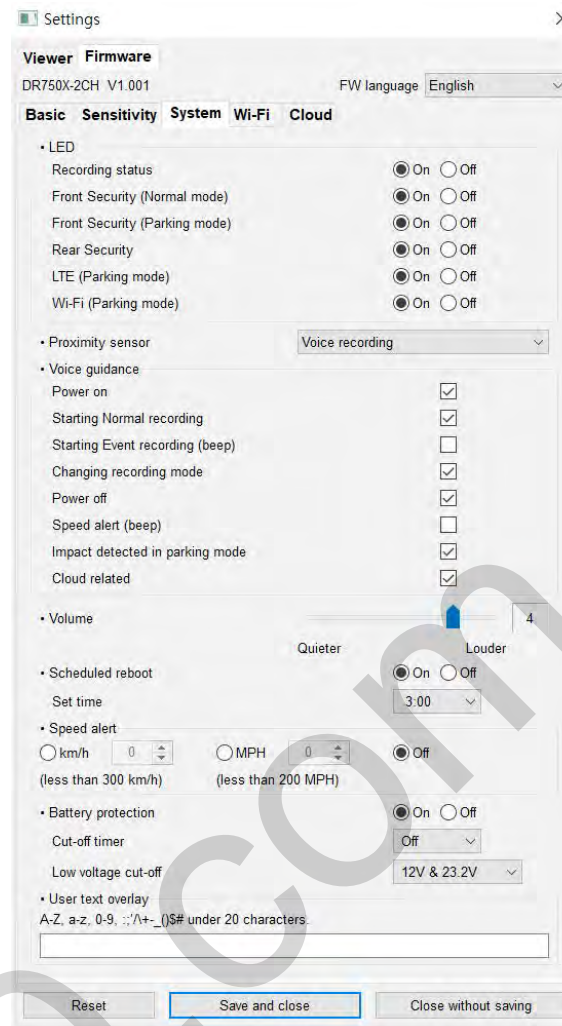 Settings
Viewer Firmware
DR750X-2CH V1.001 FW language English
Basic Sensitivity System Wi-Fi Cloud
• LED
Recording status On Off
Front Security (Normal mode) On Off
Front Security (Parking mode) On Off
Rear Security On Off
LTE (Parking mode) On Off
Wi-Fi (Parking mode) On Off
• Proximity sensor Voice recording
• Voice guidance
Power on
Starting Normal recording
Starting Event recording (beep)
Changing recording mode
Power off
Speed alert (beep)
Impact detected in parking mode
Cloud related
• Volume 4
Quieter Louder
• Scheduled reboot On Off
Set time 3:00
• Speed alert
km/h 0 MPH 0 Off
(less than 300 km/h) (less than 200 MPH)
• Battery protection On Off
Cut-off timer Off
Low voltage cut-off 12V & 23.2V
• User text overlay
A-Z, a-z, 0-9, :;'/\+-_()$# under 20 characters.
Reset Save and close Close without saving
com